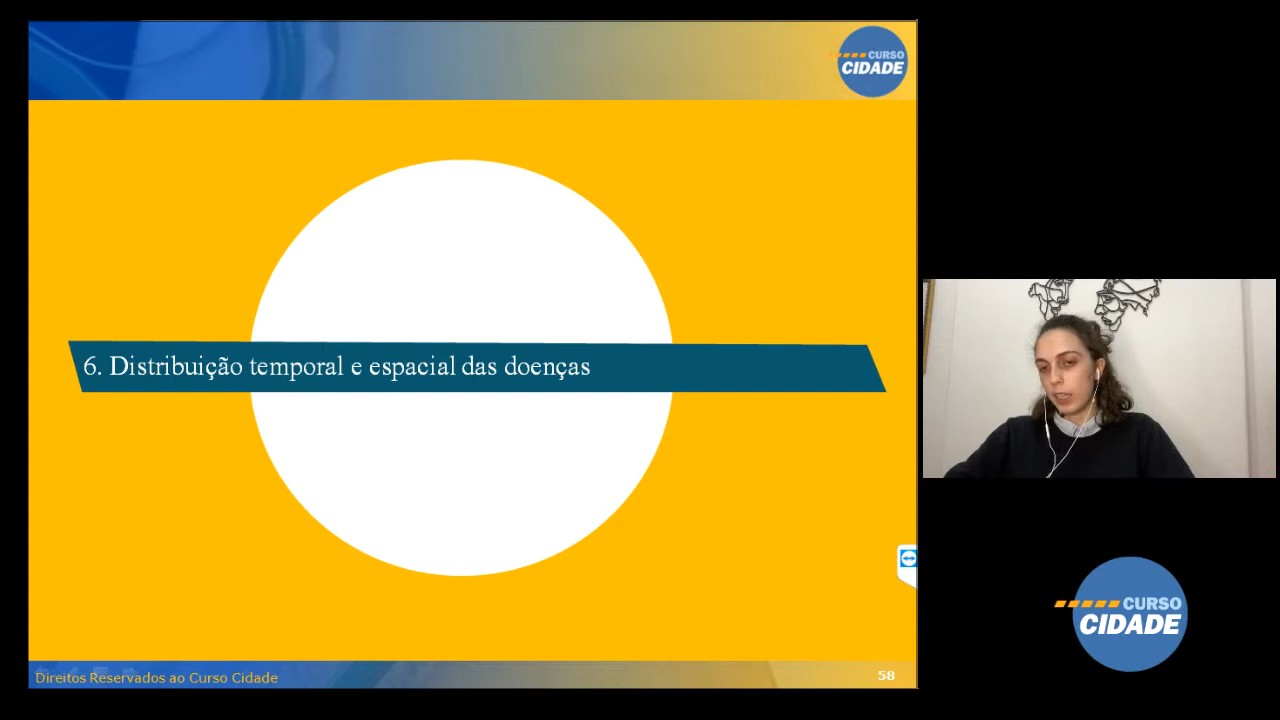 CURSO
CIDADE
6. Distribuição temporal e espacial das doenças
Direitos Reservados ao Curso Cidade
58
CURSO
CIDADE